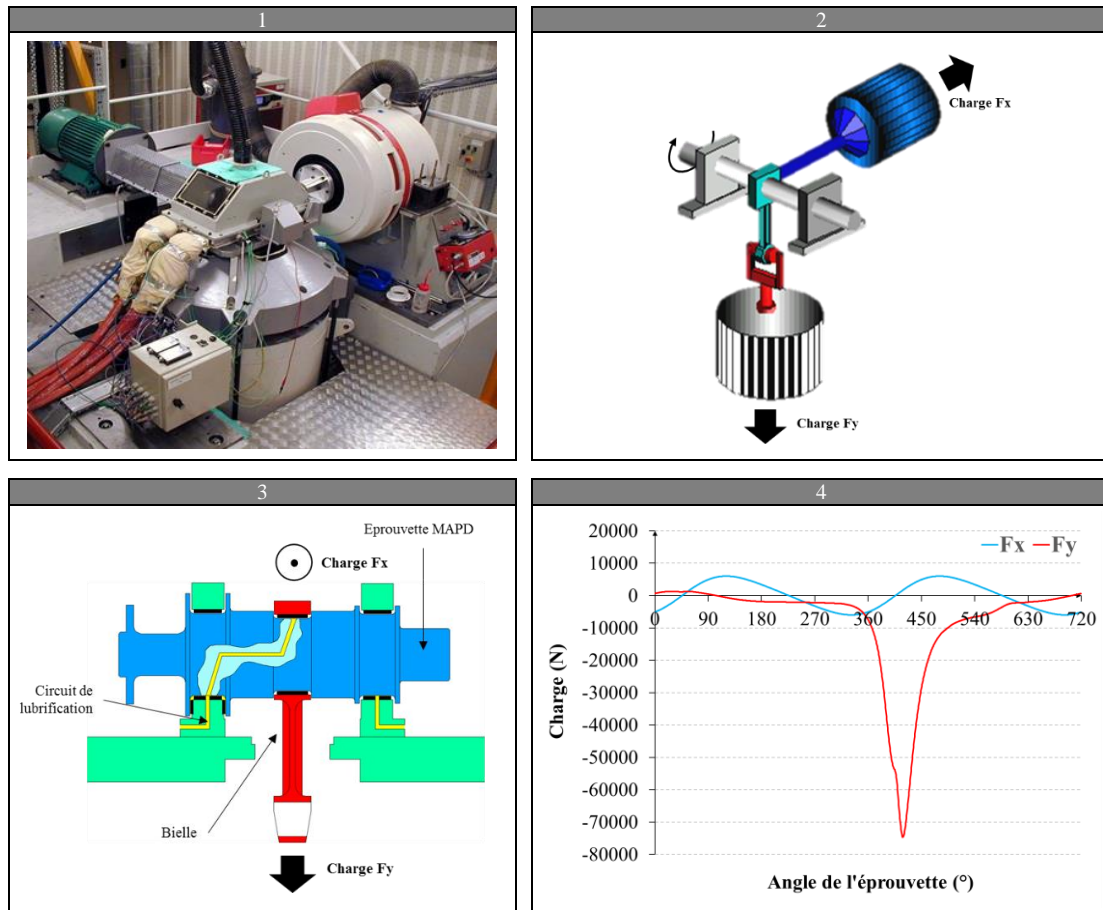 1
2
Charge Fx
Charge Fy
3
Eprouvette MAPD
Charge Fx
Circuit de
lubrification
Bielle
Charge Fy
4
20000
10000
0
-10000
-20000
-30000
-40000
-50000
-60000
-70000
-80000
Fx Fy
0 90 180 270 360 450 540 630 720
Charge (N)
Angle de l'éprouvette (°)